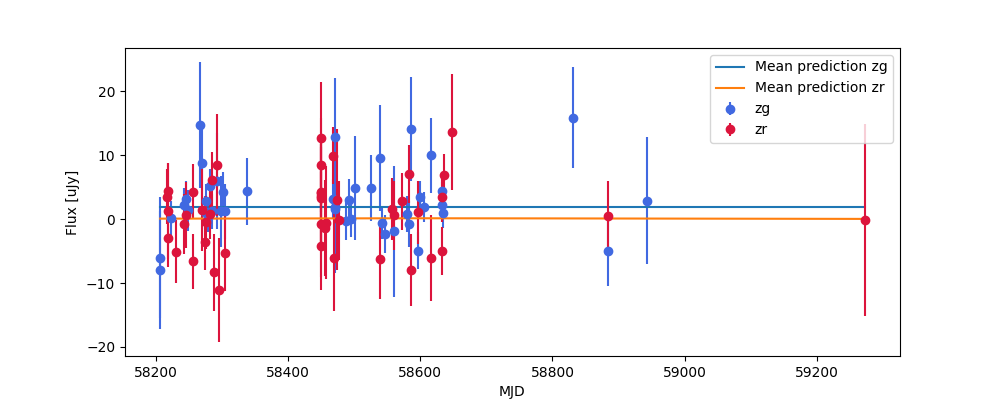 Mean prediction zg
Mean prediction zr
zg
zr
Flux [uJy]
20
10
0
−10
−20
58200
58400
58600
58800
59000
59200
MJD